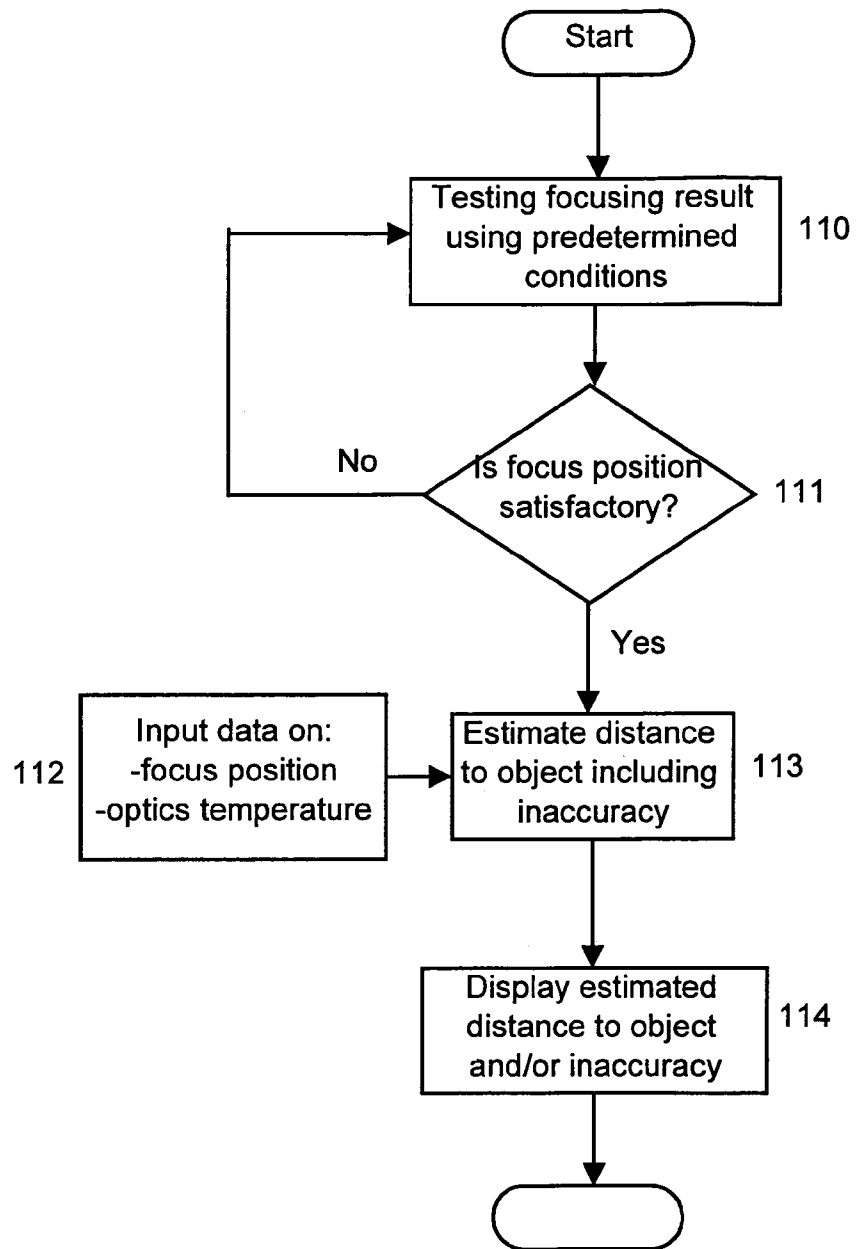 Start
Testing focusing result
using predetermined
conditions
110
No
Is focus position
satisfactory?
111
Yes
112
Input data on:
-focus position
-optics temperature
Estimate distance
to object including
inaccuracy
113
Display estimated
distance to object
and/or inaccuracy
114